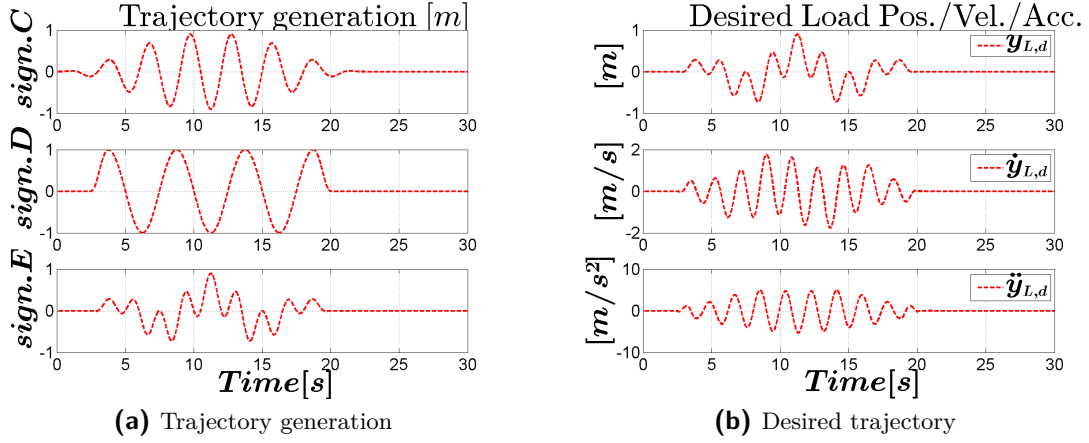 Trajectory generation [m]
sign.C
1
0
-1
0 5 10 15 20 25 30
sign.D
1
0
-1
0 5 10 15 20 25 30
sign.E
1
0
-1
0 5 10 15 20 25 30
Time[s]
(a) Trajectory generation
Desired Load Pos./Vel./Acc.
[m]
1
0
-1
y_{L,d}
0 5 10 15 20 25 30
[m/s]
2
0
-2
ẏ_{L,d}
0 5 10 15 20 25 30
[m/s²]
10
0
-10
ÿ_{L,d}
0 5 10 15 20 25 30
Time[s]
(b) Desired trajectory